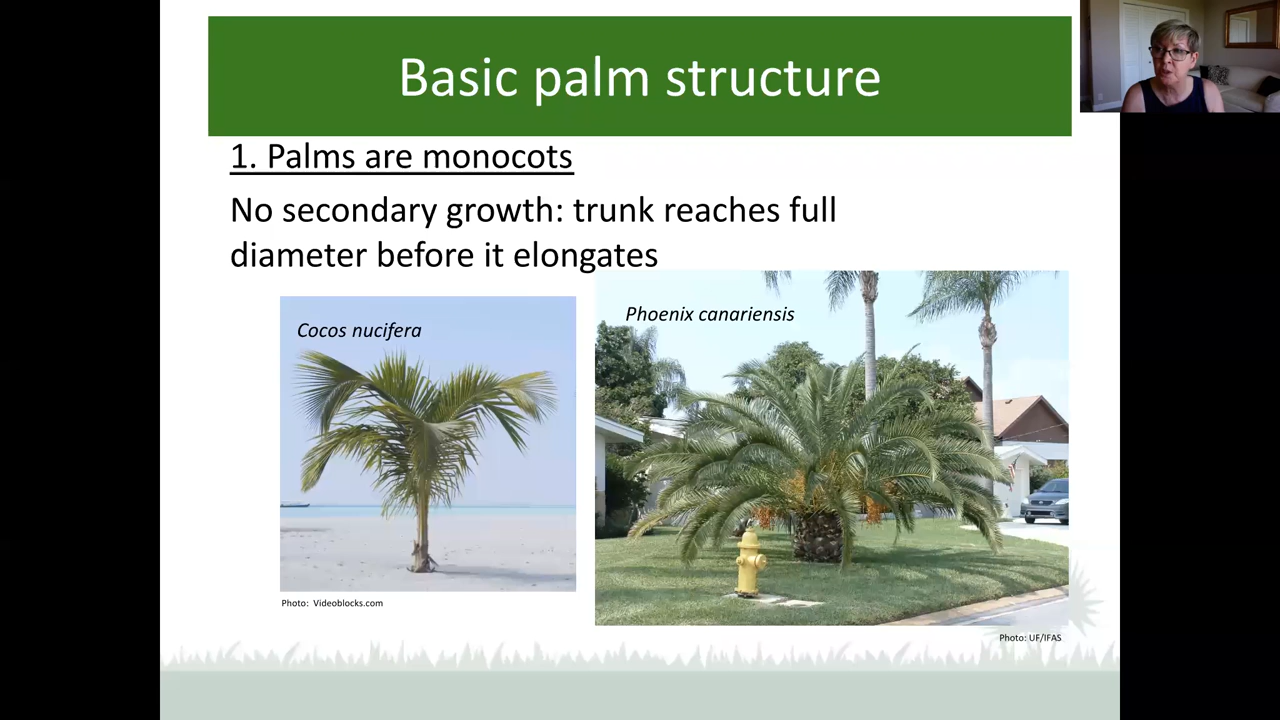 Basic palm structure
1. Palms are monocots
No secondary growth: trunk reaches full
diameter before it elongates
Cocos nucifera
Phoenix canariensis
Photo:  Videoblocks.com
Photo: UF/IFAS